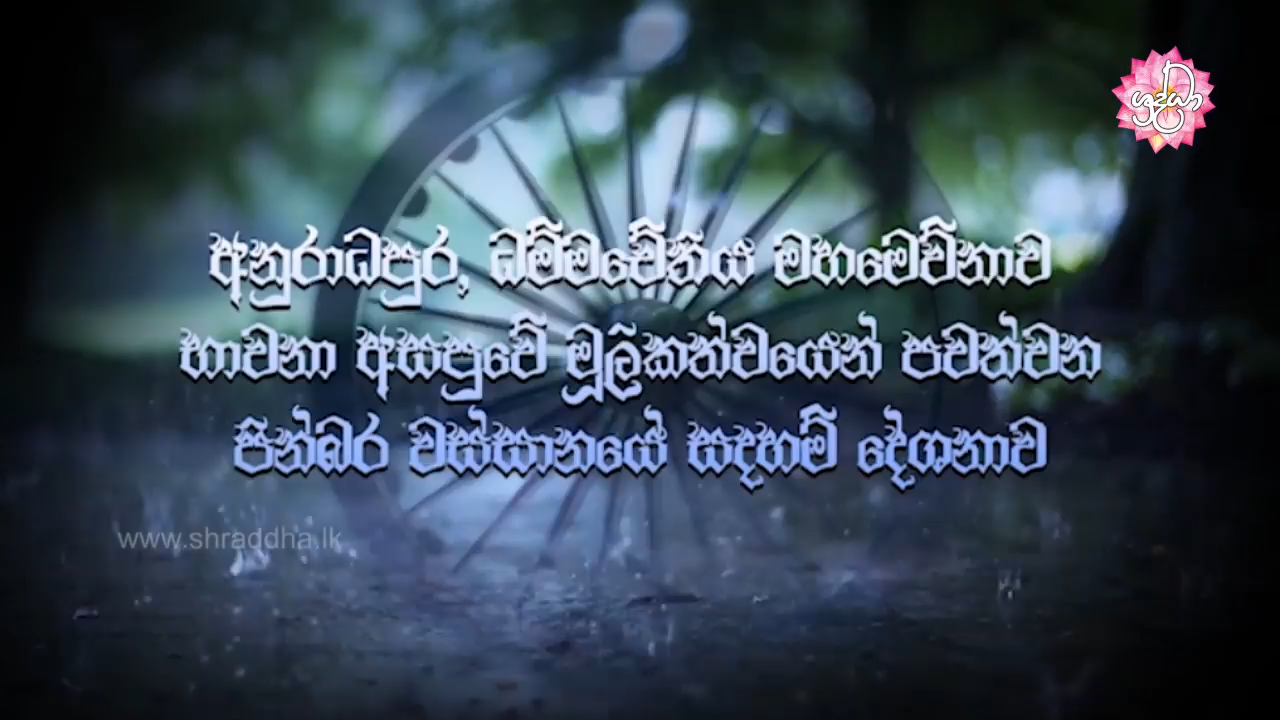 ශ්‍රද්ධා
අනුරාධපුර, ධම්මචේතිය මහමෙව්නාව
භාවනා අසපුවේ මූලිකත්වයෙන් පවත්වන
පින්බර වස්සානයේ සදහම් දේශනාව
www.shraddha.lk